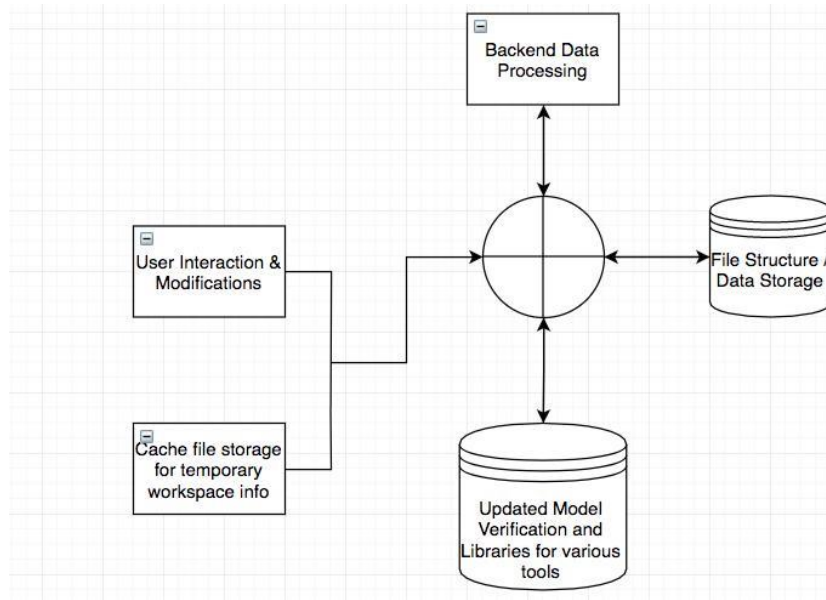 Backend Data
Processing
User Interaction &
Modifications
File Structure /
Data Storage
Cache file storage
for temporary
workspace info
Updated Model
Verification and
Libraries for various
tools